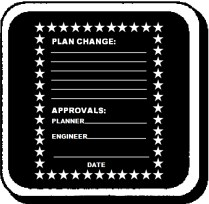 PLAN CHANGE:
APPROVALS:
PLANNER
ENGINEER
DATE